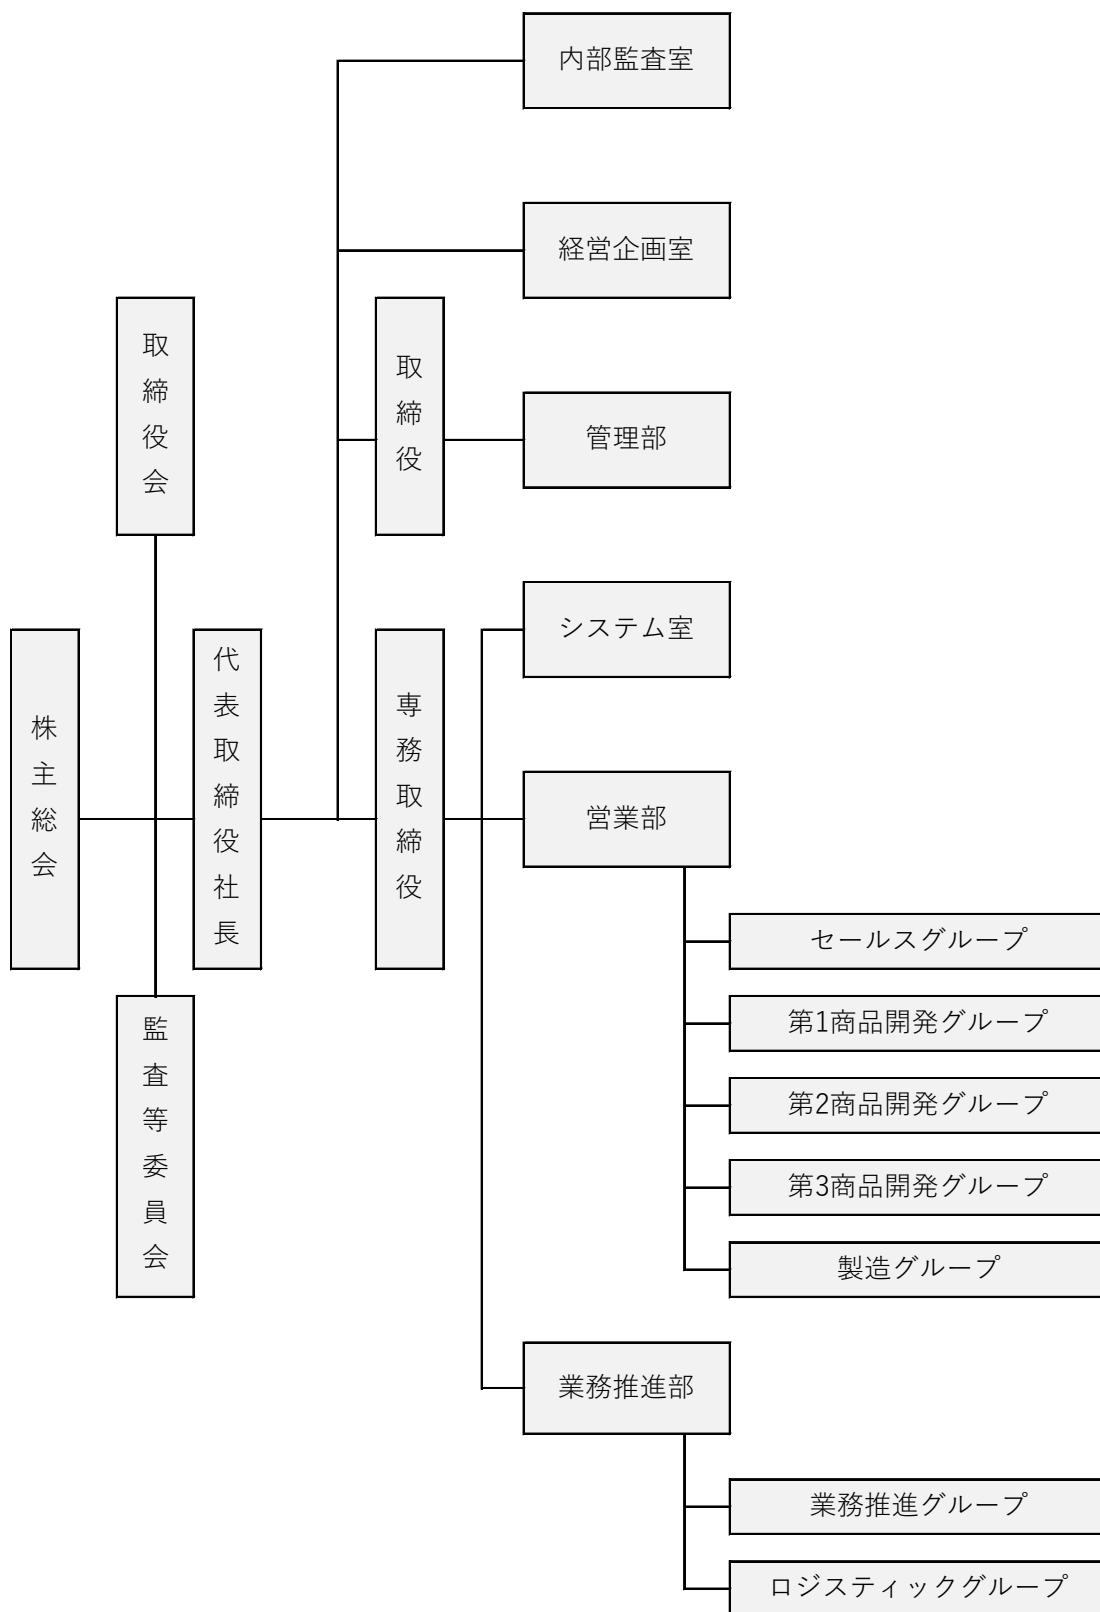 内部監査室
経営企画室
取締役会
取締役
管理部
システム室
株主総会
代表取締役社長
専務取締役
営業部
セールスグループ
第1商品開発グループ
第2商品開発グループ
第3商品開発グループ
製造グループ
監査等委員会
業務推進部
業務推進グループ
ロジスティックグループ